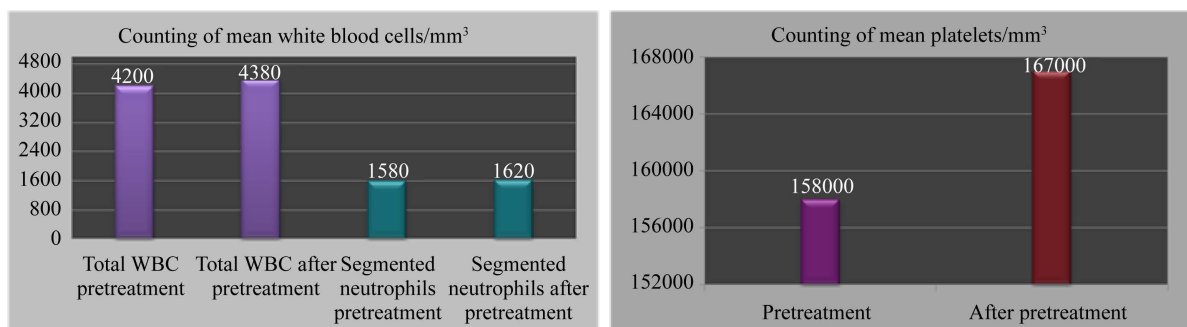 Counting of mean white blood cells/mm³
4800
4000
3200
2400
1600
800
0
4200
4380
1580
1620
Total WBC
pretreatment
Total WBC after
pretreatment
Segmented
neutrophils
pretreatment
Segmented
neutrophils after
pretreatment
Counting of mean platelets/mm³
168000
164000
160000
156000
152000
158000
167000
Pretreatment
After pretreatment